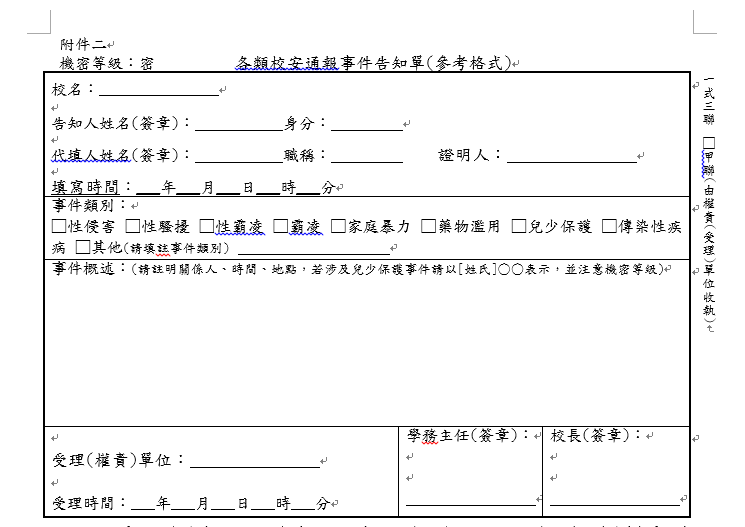 附件二
機密等級：密 各類校安通報事件告知單(參考格式)
校名：
告知人姓名(簽章)： 身分：
代填人姓名(簽章)： 職稱： 證明人：
填寫時間： 年 月 日 時 分
事件類別：
□性侵害 □性騷擾 □性霸凌 □霸凌 □家庭暴力 □藥物濫用 □兒少保護 □傳染性疾
病 □其他(請填註事件類別)
事件概述：(請註明關係人、時間、地點，若涉及兒少保護事件請以[姓氏]○○表示，並注意機密等級)
受理(權責)單位：
受理時間： 年 月 日 時 分
學務主任(簽章)：
校長(簽章)：
一式三聯 □甲聯(由權責(受理)單位收執)